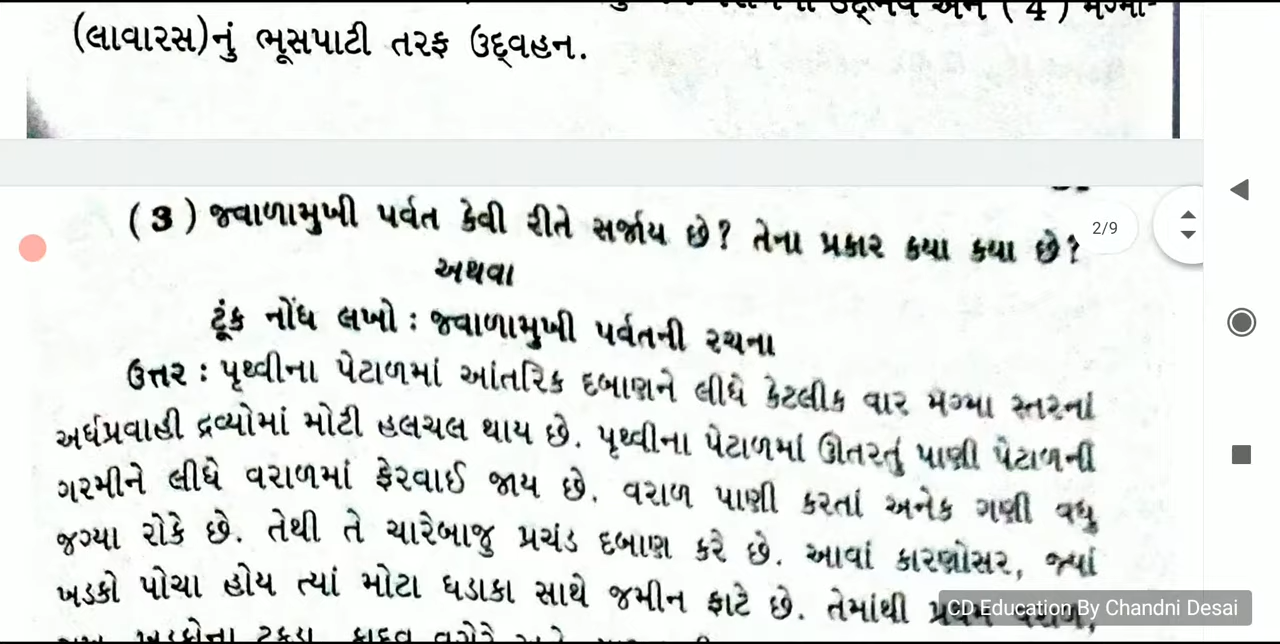 (4) મેગ્મા-
(લાવારસ)નું ભૂસપાટી તરફ ઉદ્‌વહન.
(3) જ્વાળામુખી પર્વત કેવી રીતે સર્જાય છે? તેના પ્રકાર કયા કયા છે?
2/9
અથવા
ટૂંક નોંધ લખો : જ્વાળામુખી પર્વતની રચના
ઉત્તર : પૃથ્વીના પેટાળમાં આંતરિક દબાણને લીધે કેટલીક વાર મેગ્મા સ્તરનાં
અર્ધપ્રવાહી દ્રવ્યોમાં મોટી હલચલ થાય છે. પૃથ્વીના પેટાળમાં ઊતરતું પાણી પેટાળની
ગરમીને લીધે વરાળમાં ફેરવાઈ જાય છે. વરાળ પાણી કરતાં અનેક ગણી વધુ
જગ્યા રોકે છે. તેથી તે ચારેબાજુ પ્રચંડ દબાણ કરે છે. આવાં કારણોસર, જ્યાં
ખડકો પોચા હોય ત્યાં મોટા ધડાકા સાથે જમીન ફાટે છે. તેમાંથી પ્રથમ વરાળ,
CD Education By Chandni Desai